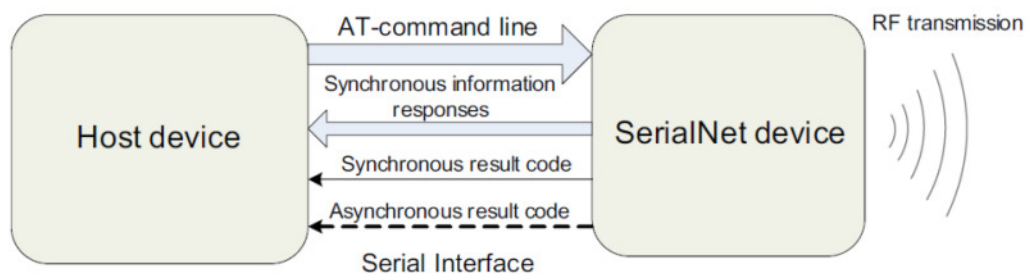 AT-command line
RF transmission
Synchronous information
responses
Host device
SerialNet device
Synchronous result code
Asynchronous result code
Serial Interface